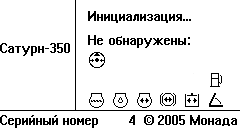 Инициализация...
Не обнаружены:
Сатурн-350
Серийный номер 4 © 2005 Монада